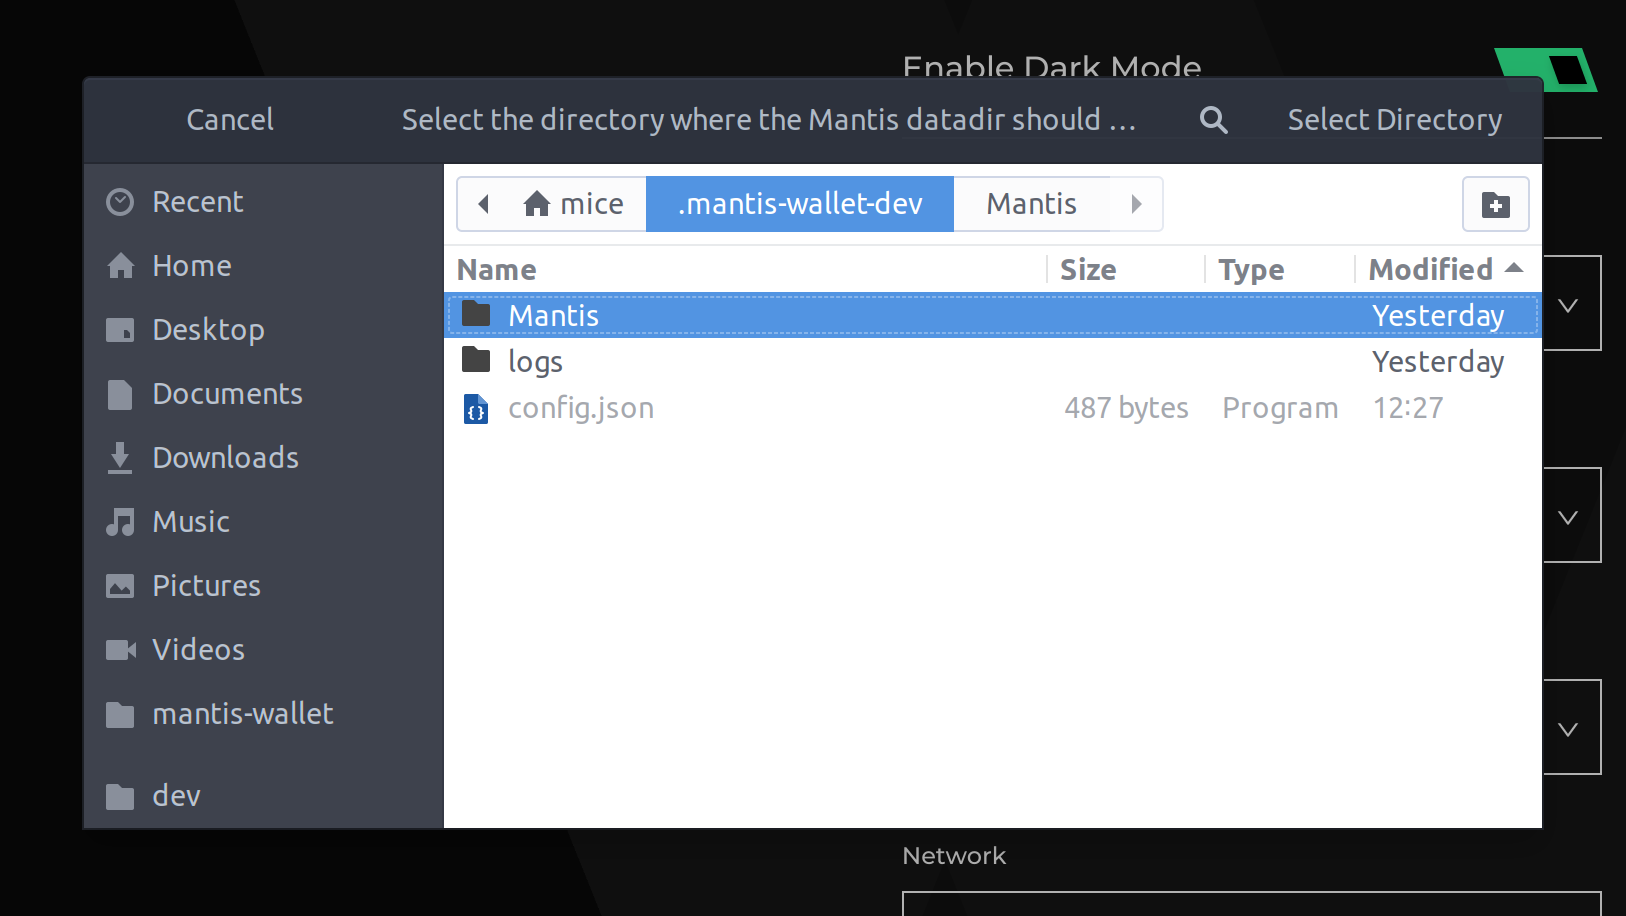 Enable Dark Mode
Cancel
Select the directory where the Mantis datadir should ...
Select Directory
Recent
Home
Desktop
Documents
Downloads
Music
Pictures
Videos
mantis-wallet
dev
mice
.mantis-wallet-dev
Mantis
Name Size Type Modified
Mantis Yesterday
logs Yesterday
config.json 487 bytes Program 12:27
Network